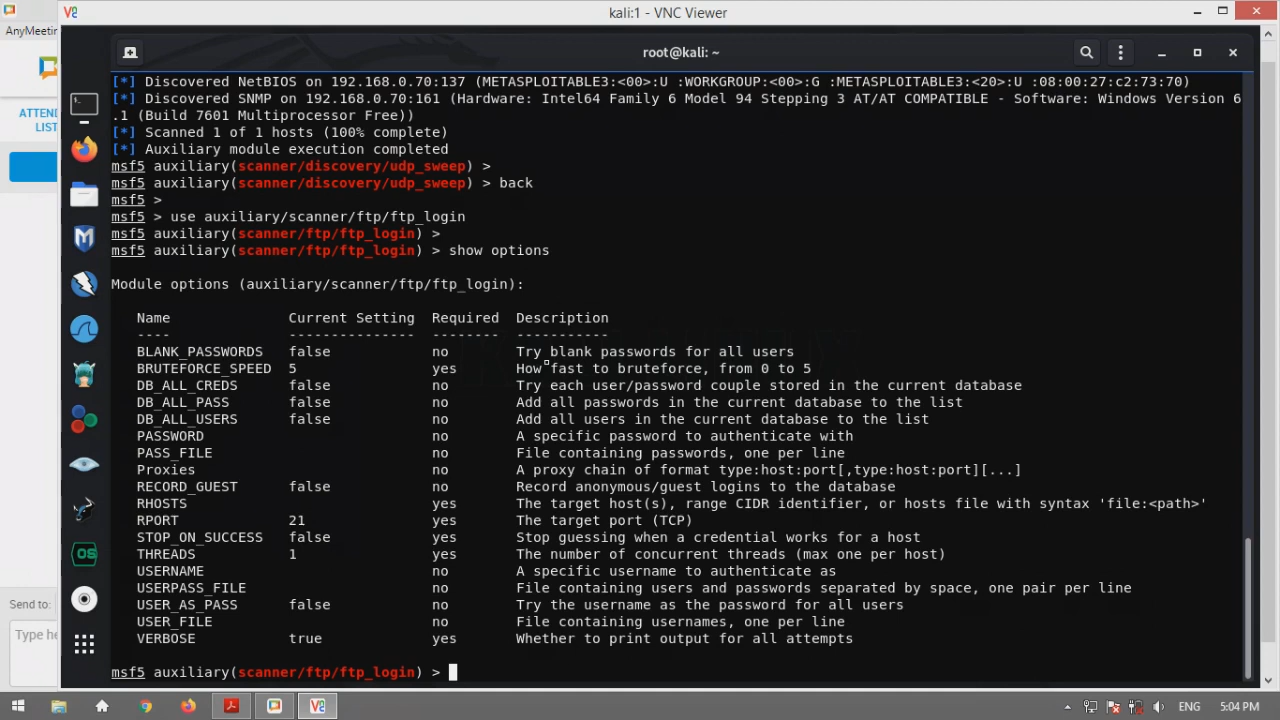 kali:1 - VNC Viewer
AnyMeetin
root@kali: ~
ATTEND
LIST
[*] Discovered NetBIOS on 192.168.0.70:137 (METASPLOITABLE3:<00>:U :WORKGROUP:<00>:G :METASPLOITABLE3:<20>:U :08:00:27:c2:73:70)
[*] Discovered SNMP on 192.168.0.70:161 (Hardware: Intel64 Family 6 Model 94 Stepping 3 AT/AT COMPATIBLE - Software: Windows Version 6
.1 (Build 7601 Multiprocessor Free))
[*] Scanned 1 of 1 hosts (100% complete)
[*] Auxiliary module execution completed
msf5 auxiliary(scanner/discovery/udp_sweep) >
msf5 auxiliary(scanner/discovery/udp_sweep) > back
msf5 >
msf5 > use auxiliary/scanner/ftp/ftp_login
msf5 auxiliary(scanner/ftp/ftp_login) >
msf5 auxiliary(scanner/ftp/ftp_login) > show options
Module options (auxiliary/scanner/ftp/ftp_login):
Name Current Setting Required Description
---- --------------- -------- -----------
BLANK_PASSWORDS false no Try blank passwords for all users
BRUTEFORCE_SPEED 5 yes How fast to bruteforce, from 0 to 5
DB_ALL_CREDS false no Try each user/password couple stored in the current database
DB_ALL_PASS false no Add all passwords in the current database to the list
DB_ALL_USERS false no Add all users in the current database to the list
PASSWORD no A specific password to authenticate with
PASS_FILE no File containing passwords, one per line
Proxies no A proxy chain of format type:host:port[,type:host:port][...]
RECORD_GUEST false no Record anonymous/guest logins to the database
RHOSTS yes The target host(s), range CIDR identifier, or hosts file with syntax 'file:<path>'
RPORT 21 yes The target port (TCP)
STOP_ON_SUCCESS false yes Stop guessing when a credential works for a host
THREADS 1 yes The number of concurrent threads (max one per host)
USERNAME no A specific username to authenticate as
USERPASS_FILE no File containing users and passwords separated by space, one pair per line
USER_AS_PASS false no Try the username as the password for all users
USER_FILE no File containing usernames, one per line
VERBOSE true yes Whether to print output for all attempts
msf5 auxiliary(scanner/ftp/ftp_login) >
Send to:
Type he
ENG 5:04 PM